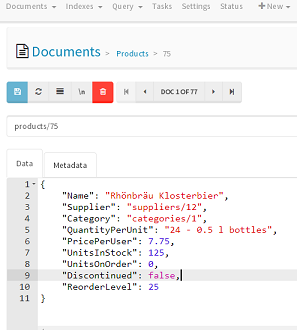 Documents Indexes Query Tasks Settings Status + New
Documents > Products > 75
\n DOC 1 OF 77
products/75
Data Metadata
1 {
2 "Name": "Rhönbräu Klosterbier",
3 "Supplier": "suppliers/12",
4 "Category": "categories/1",
5 "QuantityPerUnit": "24 - 0.5 l bottles",
6 "PricePerUser": 7.75,
7 "UnitsInStock": 125,
8 "UnitsOnOrder": 0,
9 "Discontinued": false,
10 "ReorderLevel": 25
11 }